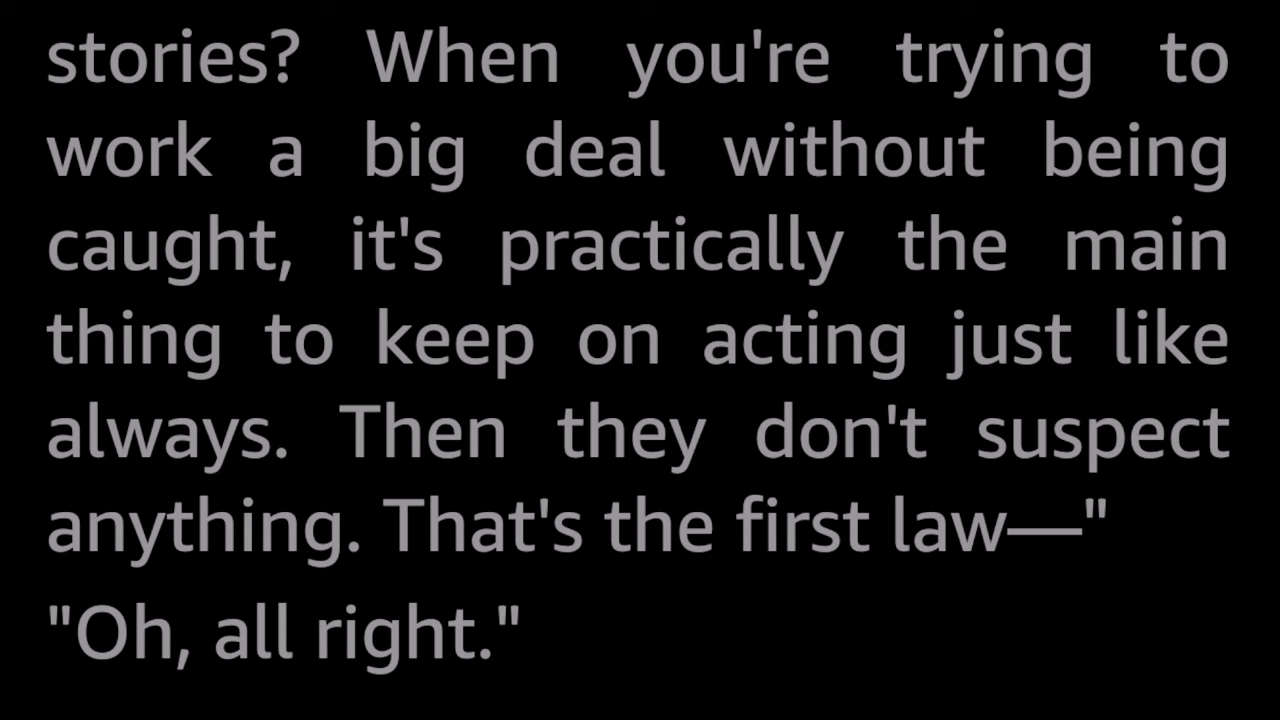 stories? When you're trying to
work a big deal without being
caught, it's practically the main
thing to keep on acting just like
always. Then they don't suspect
anything. That's the first law—"
"Oh, all right."